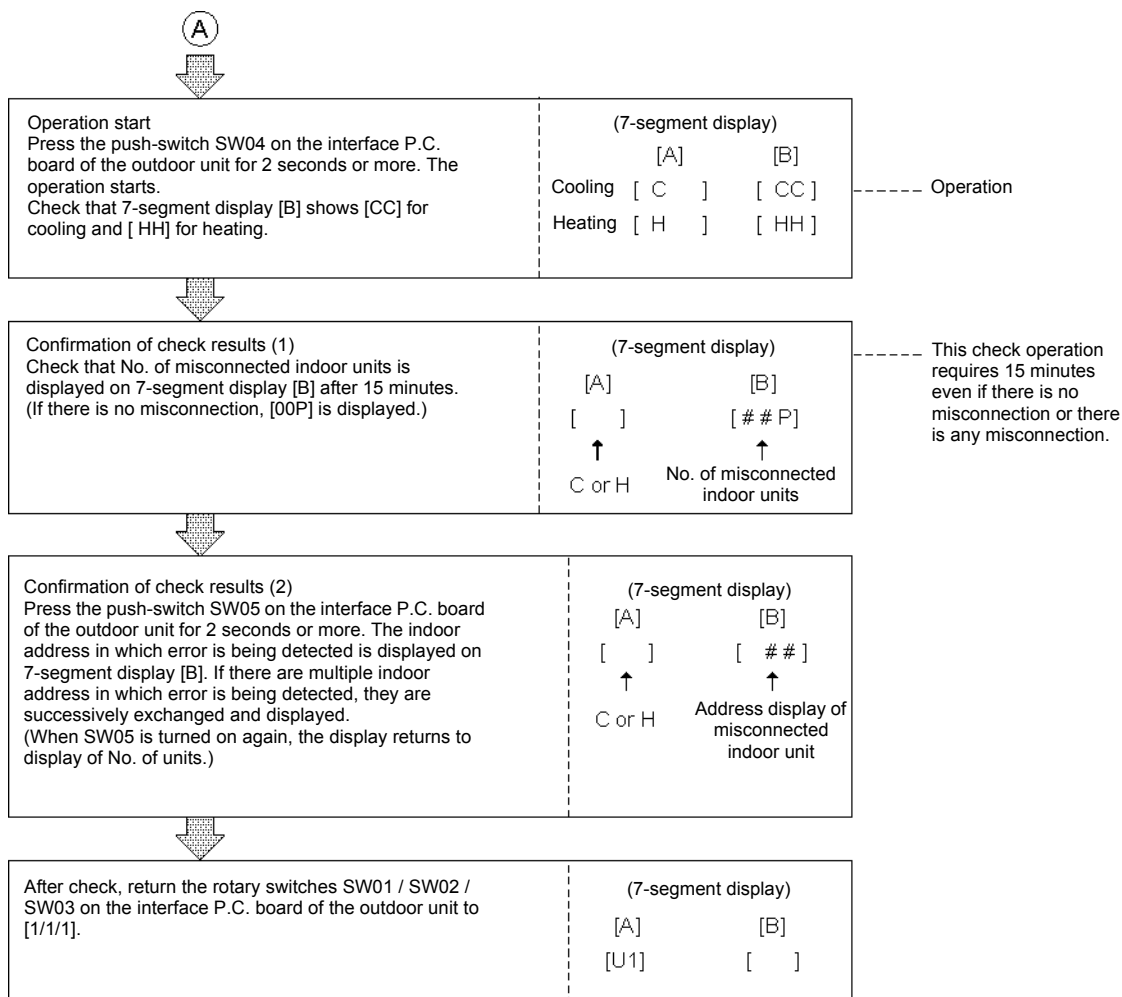 A
Operation start
Press the push-switch SW04 on the interface P.C.
board of the outdoor unit for 2 seconds or more. The
operation starts.
Check that 7-segment display [B] shows [CC] for
cooling and [ HH] for heating.
(7-segment display)
[A] [B]
Cooling [ C ] [ CC]
Heating [ H ] [ HH ]
Operation
Confirmation of check results (1)
Check that No. of misconnected indoor units is
displayed on 7-segment display [B] after 15 minutes.
(If there is no misconnection, [00P] is displayed.)
(7-segment display)
[A] [B]
[ ] [ # # P]
↑ ↑
C or H No. of misconnected
indoor units
This check operation
requires 15 minutes
even if there is no
misconnection or there
is any misconnection.
Confirmation of check results (2)
Press the push-switch SW05 on the interface P.C. board
of the outdoor unit for 2 seconds or more. The indoor
address in which error is being detected is displayed on
7-segment display [B]. If there are multiple indoor
address in which error is being detected, they are
successively exchanged and displayed.
(When SW05 is turned on again, the display returns to
display of No. of units.)
(7-segment display)
[A] [B]
[ ] [ # # ]
↑ ↑
C or H Address display of
misconnected
indoor unit
After check, return the rotary switches SW01 / SW02 /
SW03 on the interface P.C. board of the outdoor unit to
[1/1/1].
(7-segment display)
[A] [B]
[U1] [ ]